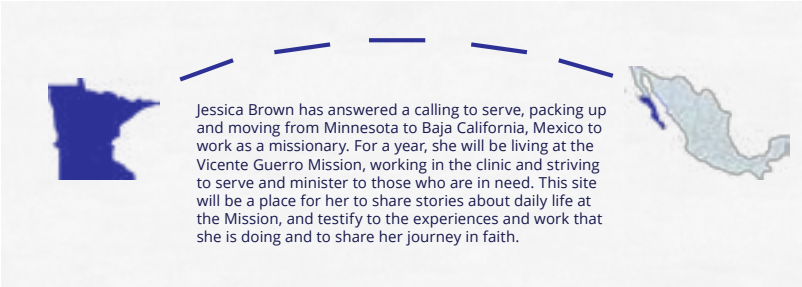 Jessica Brown has answered a calling to serve, packing up
and moving from Minnesota to Baja California, Mexico to
work as a missionary. For a year, she will be living at the
Vicente Guerro Mission, working in the clinic and striving
to serve and minister to those who are in need. This site
will be a place for her to share stories about daily life at
the Mission, and testify to the experiences and work that
she is doing and to share her journey in faith.